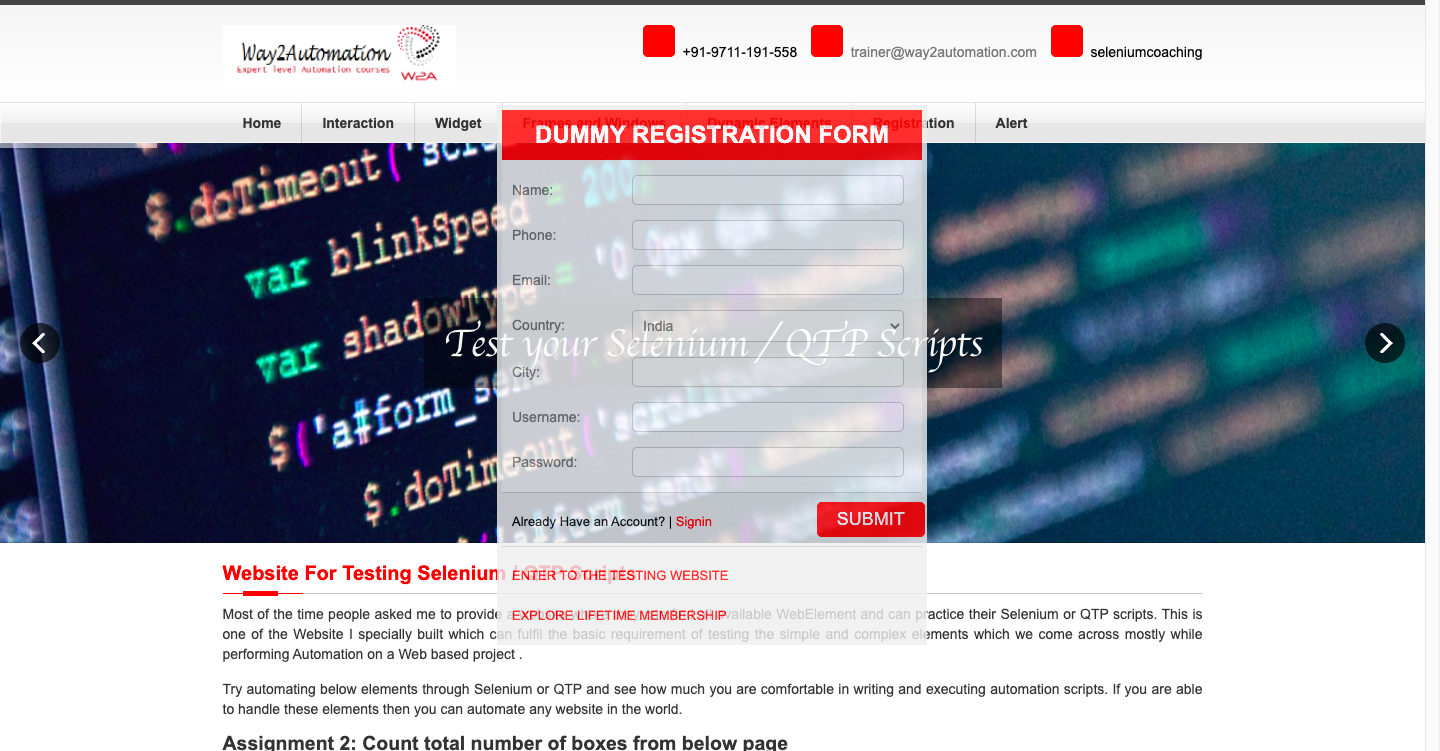 Way2Automation
Expert level Automation courses
W2A
+91-9711-191-558
trainer@way2automation.com
seleniumcoaching
Home
Interaction
Widget
Frames and Windows
Dynamic Elements
Registration
Alert
DUMMY REGISTRATION FORM
$.doTimeout('scro
var blinkSpeed = 200;
var shadowType = '0 0px
$('a#form_send').
$.doTimeout('scroll
Name:
Phone:
Email:
Country:
India
Test your Selenium / QTP Scripts
City:
Username:
Password:
Already Have an Account? | Signin
SUBMIT
Website For Testing Selenium / QTP Scripts
ENTER TO THE TESTING WEBSITE
EXPLORE LIFETIME MEMBERSHIP
Most of the time people asked me to provide available WebElement and can practice their Selenium or QTP scripts. This is
one of the Website I specially built which can fulfil the basic requirement of testing the simple and complex elements which we come across mostly while
performing Automation on a Web based project .
Try automating below elements through Selenium or QTP and see how much you are comfortable in writing and executing automation scripts. If you are able
to handle these elements then you can automate any website in the world.
Assignment 2: Count total number of boxes from below page